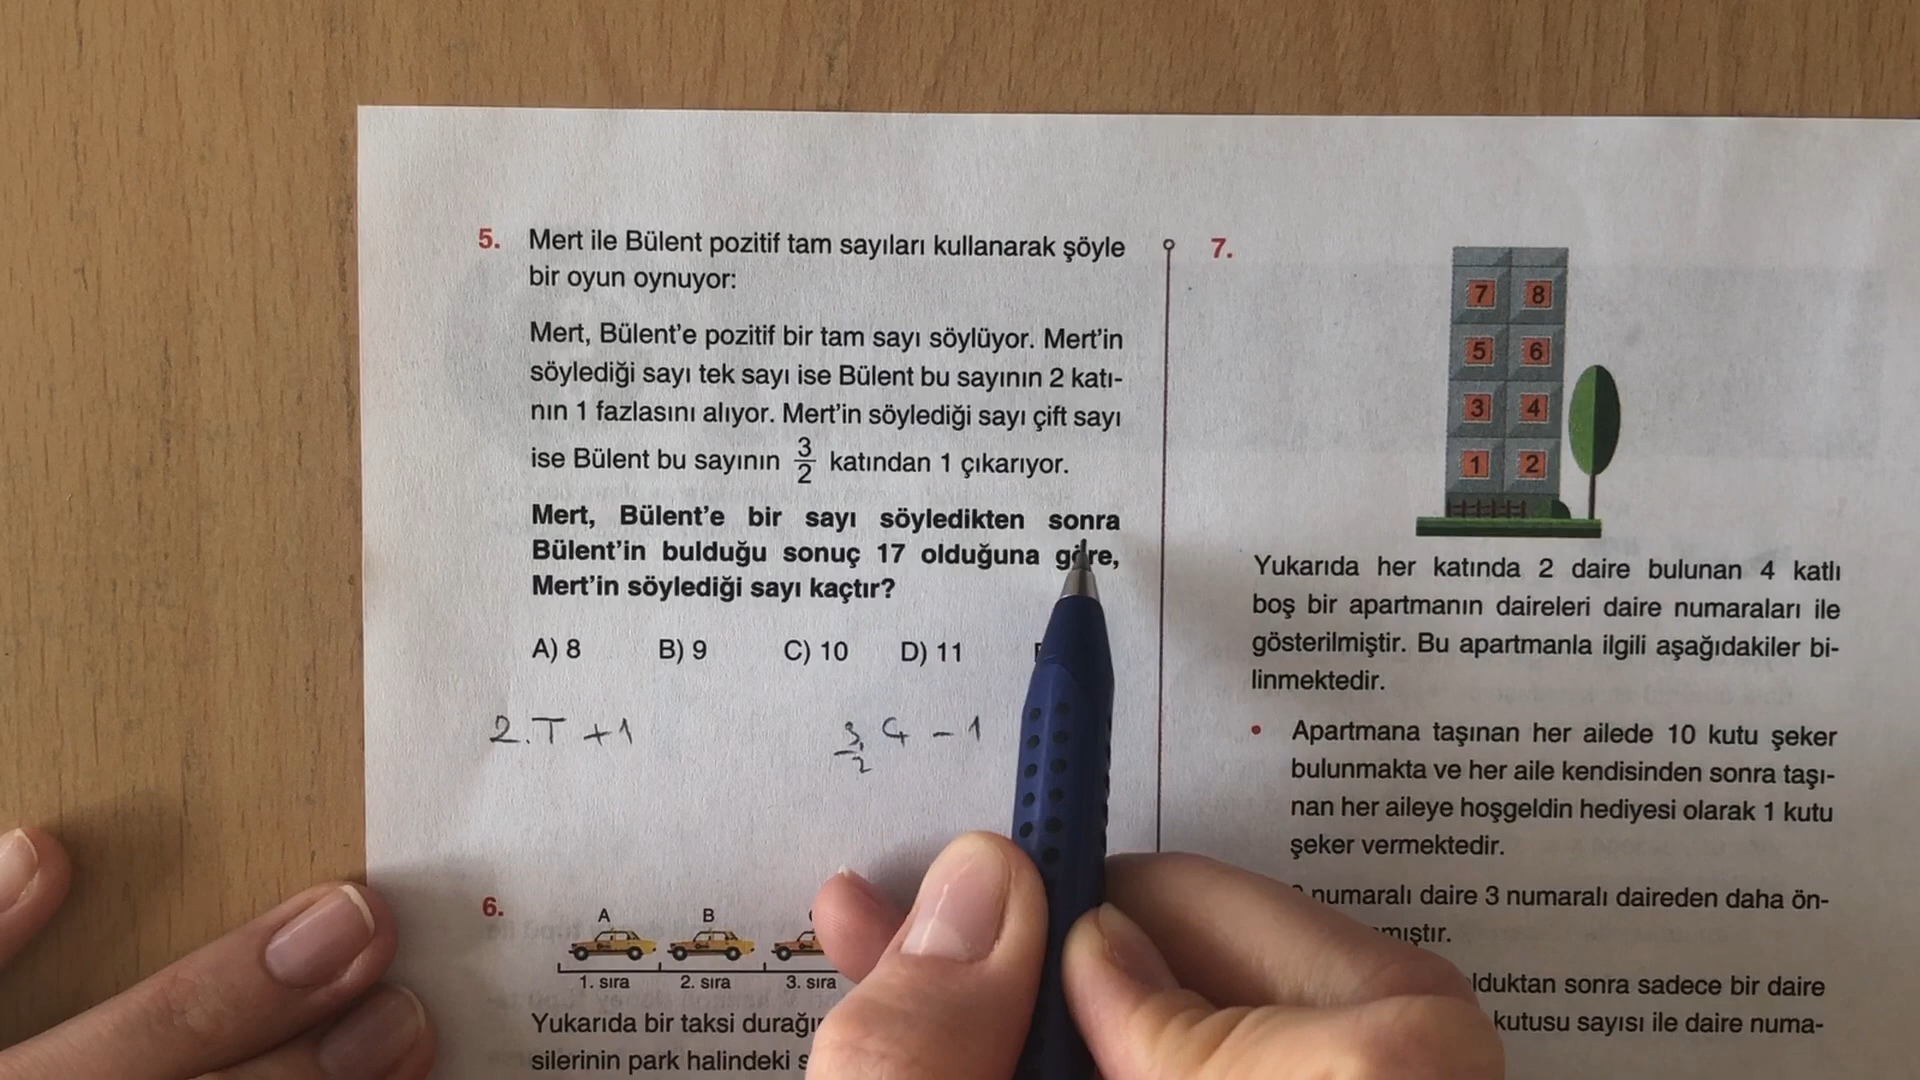 5. Mert ile Bülent pozitif tam sayıları kullanarak şöyle
bir oyun oynuyor:
Mert, Bülent'e pozitif bir tam sayı söylüyor. Mert'in
söylediği sayı tek sayı ise Bülent bu sayının 2 katı-
nın 1 fazlasını alıyor. Mert'in söylediği sayı çift sayı
ise Bülent bu sayının 3/2 katından 1 çıkarıyor.
Mert, Bülent'e bir sayı söyledikten sonra
Bülent'in bulduğu sonuç 17 olduğuna göre,
Mert'in söylediği sayı kaçtır?
A) 8 B) 9 C) 10 D) 11
2.T +1
3/2 . Ç - 1
6.
A B
1. sıra 2. sıra 3. sıra
Yukarıda bir taksi
silerinin park halindeki
7.
7 8
5 6
3 4
1 2
Yukarıda her katında 2 daire bulunan 4 katlı
boş bir apartmanın daireleri daire numaraları ile
gösterilmiştir. Bu apartmanla ilgili aşağıdakiler bi-
linmektedir.
• Apartmana taşınan her ailede 10 kutu şeker
bulunmakta ve her aile kendisinden sonra taşı-
nan her aileye hoşgeldin hediyesi olarak 1 kutu
şeker vermektedir.
numaralı daire 3 numaralı daireden daha ön-
sonra sadece bir daire
kutusu sayısı ile daire numa-